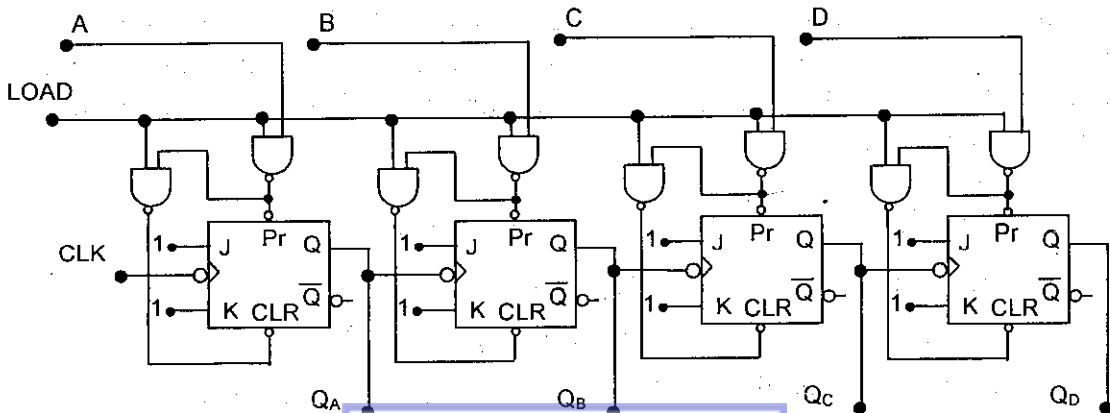 A B C D
LOAD
CLK
1 J Pr Q 1 J Pr Q 1 J Pr Q 1 J Pr Q
Q̅ Q̅ Q̅ Q̅
1 K CLR 1 K CLR 1 K CLR 1 K CLR
QA QB QC QD